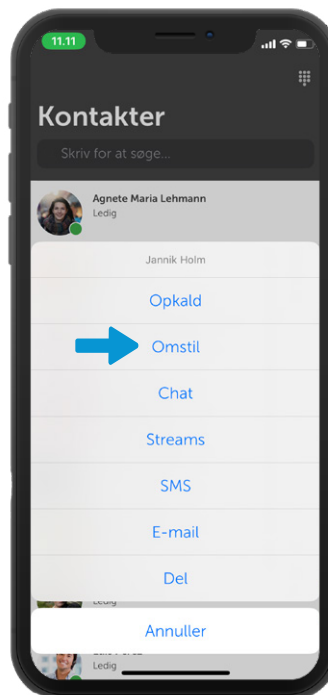 11.11
Kontakter
Skriv for at søge...
Agnete Maria Lehmann
Ledig
Jannik Holm
Opkald
Omstil
Chat
Streams
SMS
E-mail
Del
Ledig
Annuller
Ledig